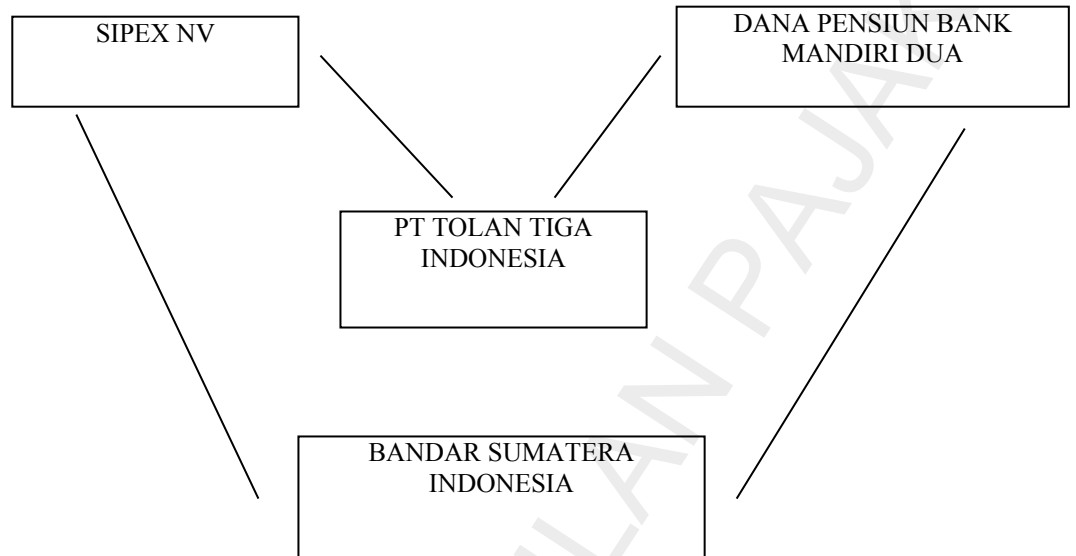 SIPEX NV
DANA PENSIUN BANK
MANDIRI DUA
PT TOLAN TIGA
INDONESIA
BANDAR SUMATERA
INDONESIA